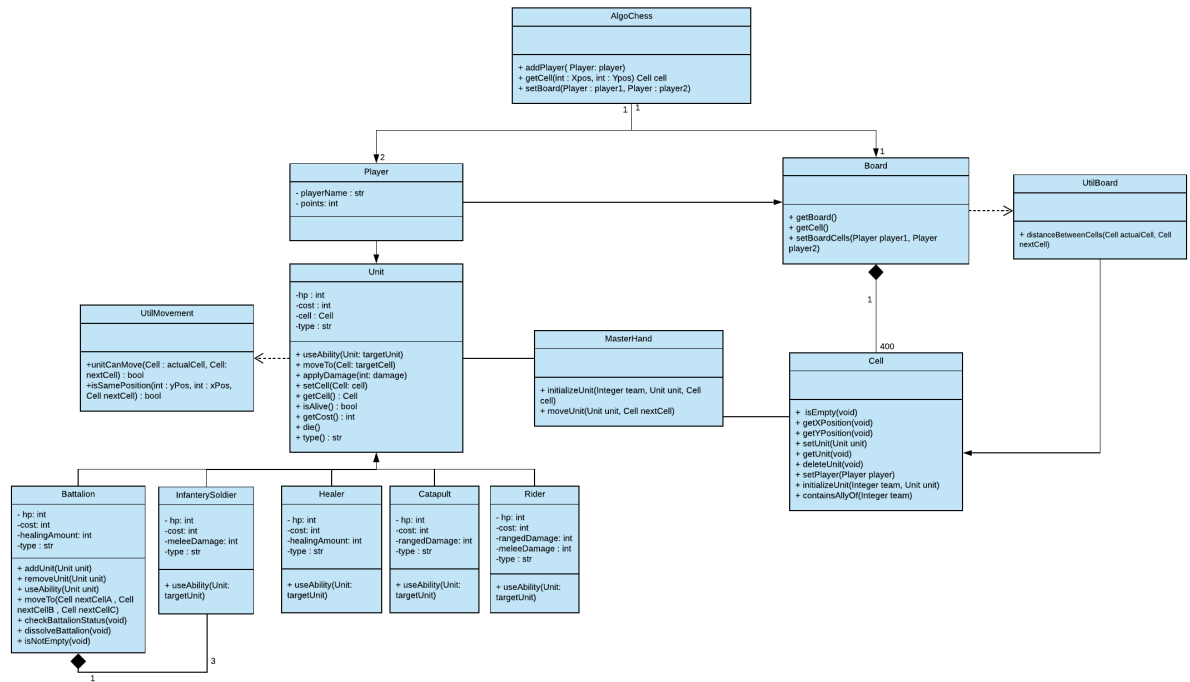 AlgoChess
+ addPlayer( Player: player)
+ getCell(int : Xpos, int : Ypos) Cell cell
+ setBoard(Player : player1, Player : player2)
1
1
2
1
Player
- playerName : str
- points: int
Board
+ getBoard()
+ getCell()
+ setBoardCells(Player player1, Player
player2)
UtilBoard
+ distanceBetweenCells(Cell actualCell, Cell
nextCell)
Unit
-hp : int
-cost : int
-cell : Cell
-type : str
+ useAbility(Unit: targetUnit)
+ moveTo(Cell: targetCell)
+ applyDamage(int: damage)
+ setCell(Cell: cell)
+ getCell() : Cell
+ isAlive() : bool
+ getCost() : int
+ die()
+ type() : str
UtilMovement
+unitCanMove(Cell : actualCell, Cell:
nextCell) : bool
+isSamePosition(int : yPos, int : xPos,
Cell nextCell) : bool
MasterHand
+ initializeUnit(Integer team, Unit unit, Cell
cell)
+ moveUnit(Unit unit, Cell nextCell)
1
400
Cell
+ isEmpty(void)
+ getXPosition(void)
+ getYPosition(void)
+ setUnit(Unit unit)
+ getUnit(void)
+ deleteUnit(void)
+ setPlayer(Player player)
+ initializeUnit(Integer team, Unit unit)
+ containsAllyOf(Integer team)
Battalion
- hp: int
-cost: int
-healingAmount: int
-type : str
+ addUnit(Unit unit)
+ removeUnit(Unit unit)
+ useAbility(Unit unit)
+ moveTo(Cell nextCellA , Cell
nextCellB , Cell nextCellC)
+ checkBattalionStatus(void)
+ dissolveBattalion(void)
+ isNotEmpty(void)
InfanterySoldier
- hp: int
-cost: int
-meleeDamage: int
-type : str
+ useAbility(Unit:
targetUnit)
Healer
- hp: int
-cost: int
-healingAmount: int
-type : str
+ useAbility(Unit:
targetUnit)
Catapult
- hp: int
-cost: int
-rangedDamage: int
-type : str
+ useAbility(Unit:
targetUnit)
Rider
- hp: int
-cost: int
-rangedDamage: int
-meleeDamage : int
-type : str
+ useAbility(Unit:
targetUnit)
3
1